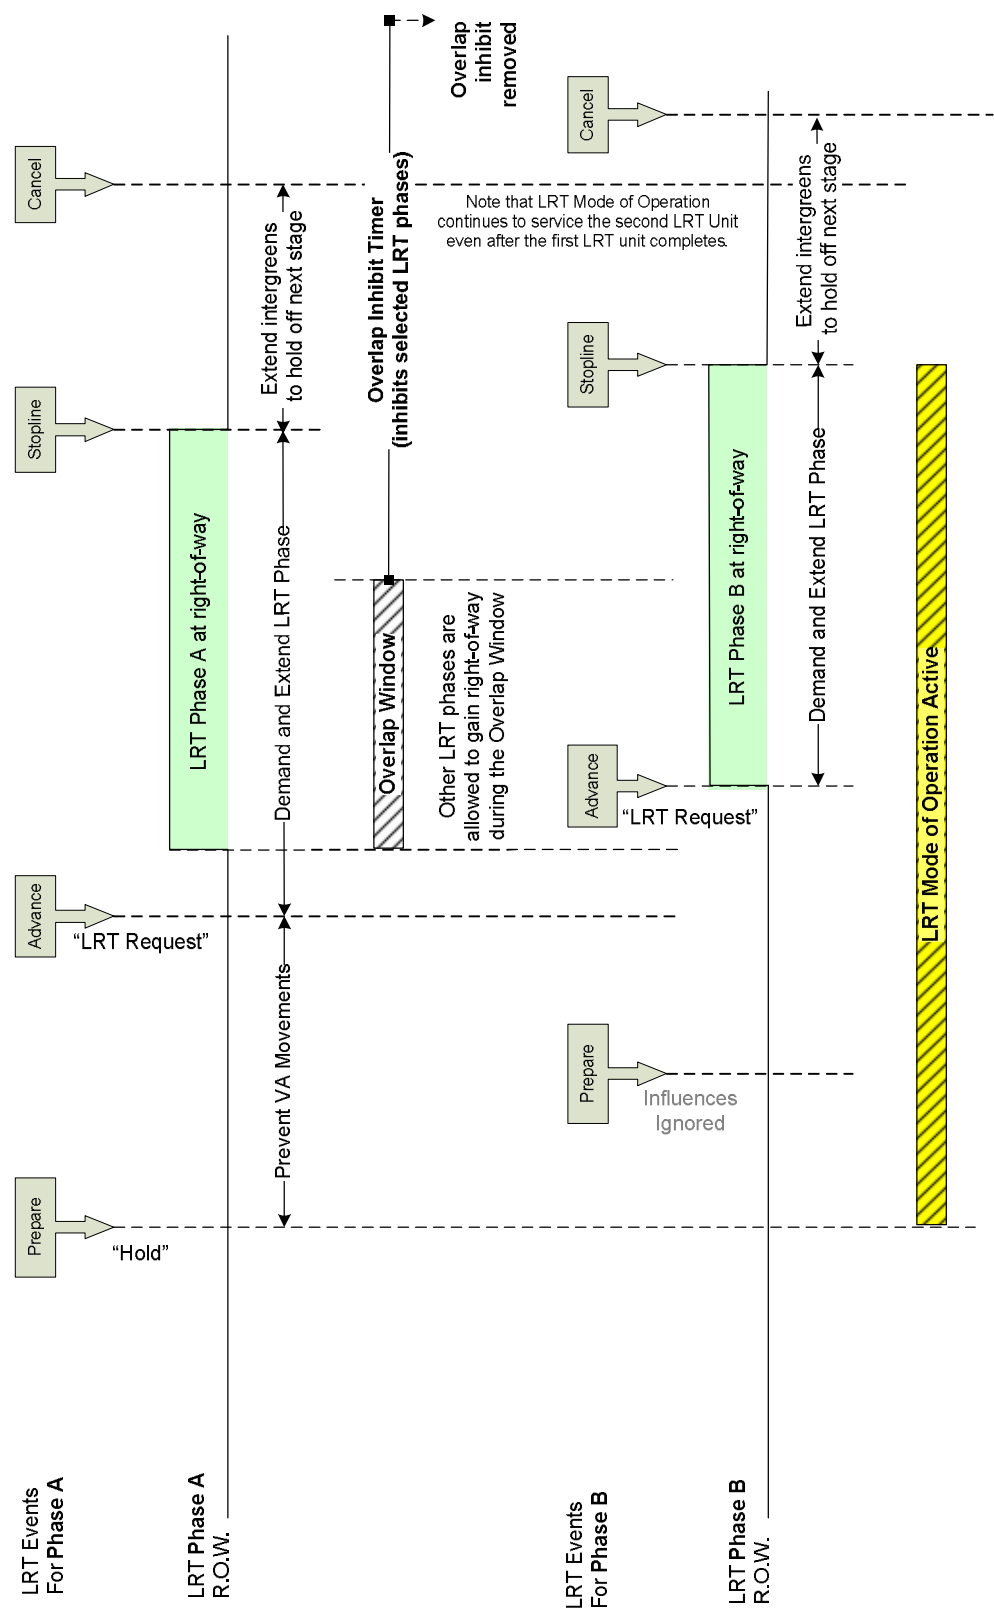 LRT Events
For Phase A
Prepare
"Hold"
Advance
"LRT Request"
Stopline
Cancel
LRT Phase A
R.O.W.
LRT Phase A at right-of-way
Prevent VA Movements
Demand and Extend LRT Phase
Extend intergreens
to hold off next stage
Overlap Window
Overlap Inhibit Timer
(inhibits selected LRT phases)
Overlap
inhibit
removed
Other LRT phases are
allowed to gain right-of-way
during the Overlap Window
Note that LRT Mode of Operation
continues to service the second LRT Unit
even after the first LRT unit completes.
LRT Events
For Phase B
Prepare
Influences
Ignored
Advance
"LRT Request"
Stopline
Cancel
LRT Phase B
R.O.W.
LRT Phase B at right-of-way
Demand and Extend LRT Phase
Extend intergreens
to hold off next stage
LRT Mode of Operation Active